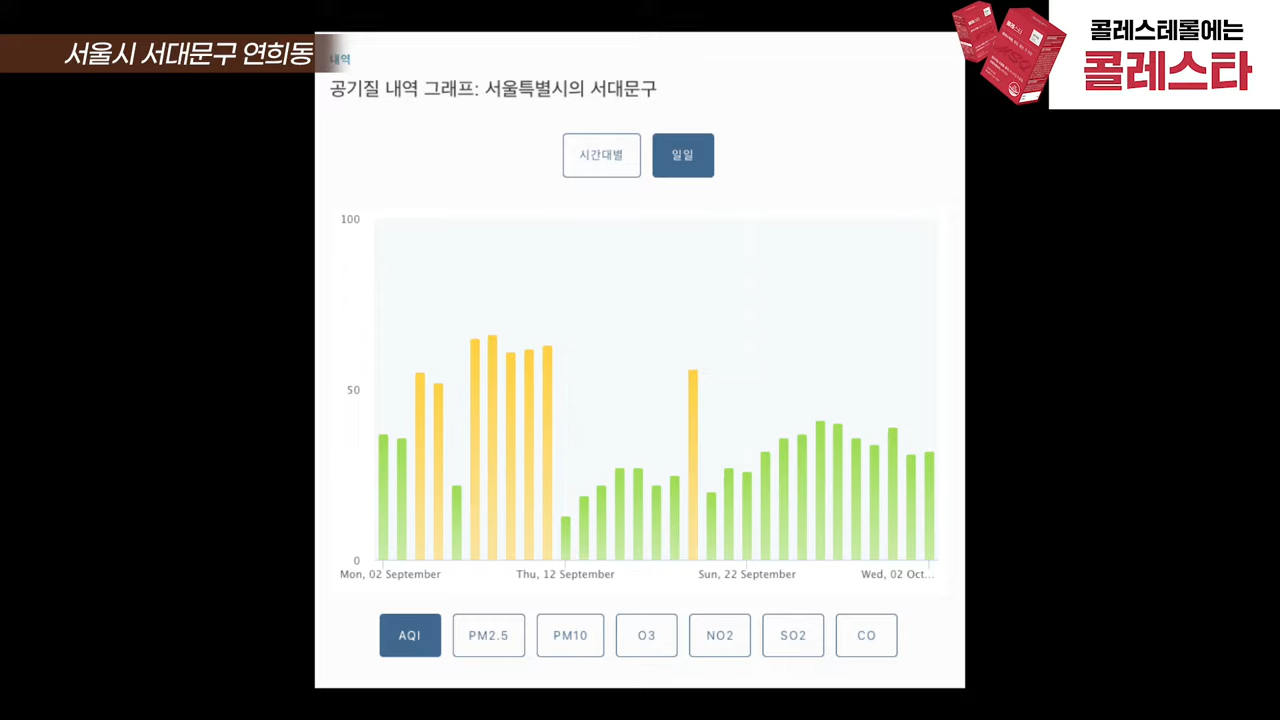 서울시 서대문구 연희동
콜레스테롤에는
콜레스타
내역
공기질 내역 그래프: 서울특별시의 서대문구
시간대별
일일
100
50
0
Mon, 02 September
Thu, 12 September
Sun, 22 September
Wed, 02 Oct...
AQI
PM2.5
PM10
O3
NO2
SO2
CO